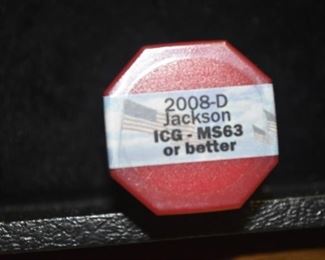 2008-D
Jackson
ICG - MS63
or better